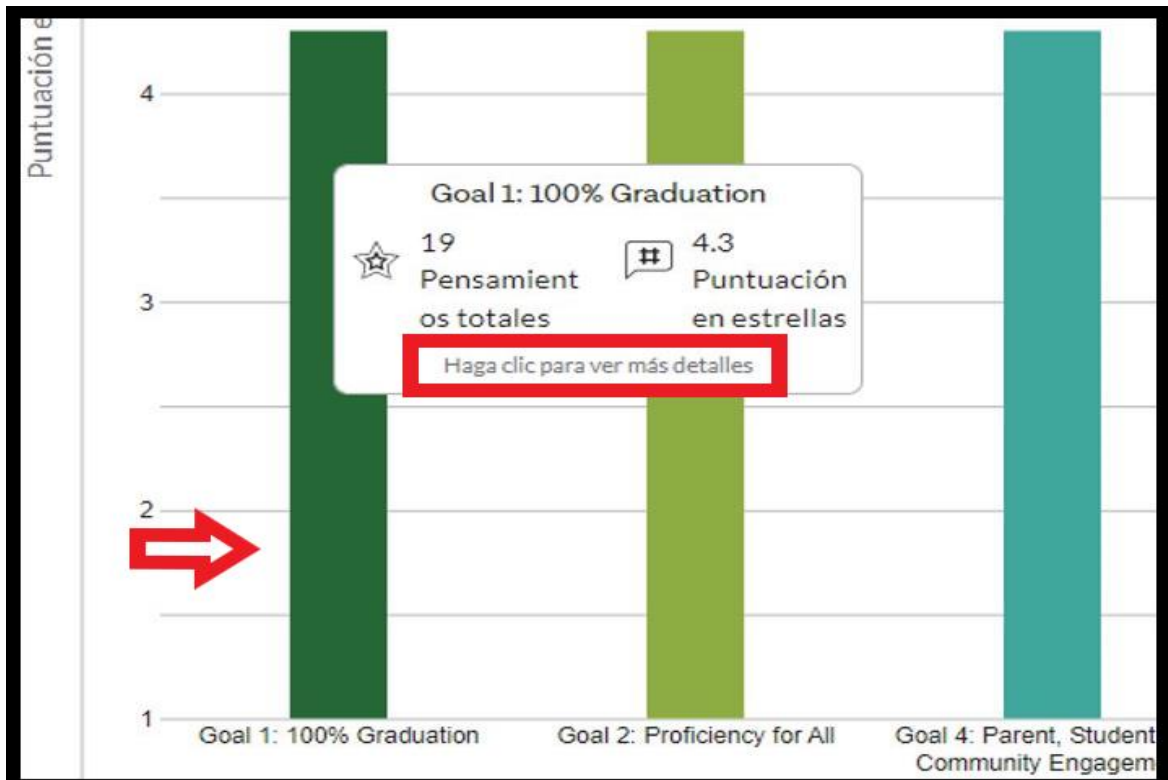 Puntuación e
4
3
2
1
Goal 1: 100% Graduation
19
Pensamient
os totales
4.3
Puntuación
en estrellas
Haga clic para ver más detalles
Goal 1: 100% Graduation
Goal 2: Proficiency for All
Goal 4: Parent, Student
Community Engagem